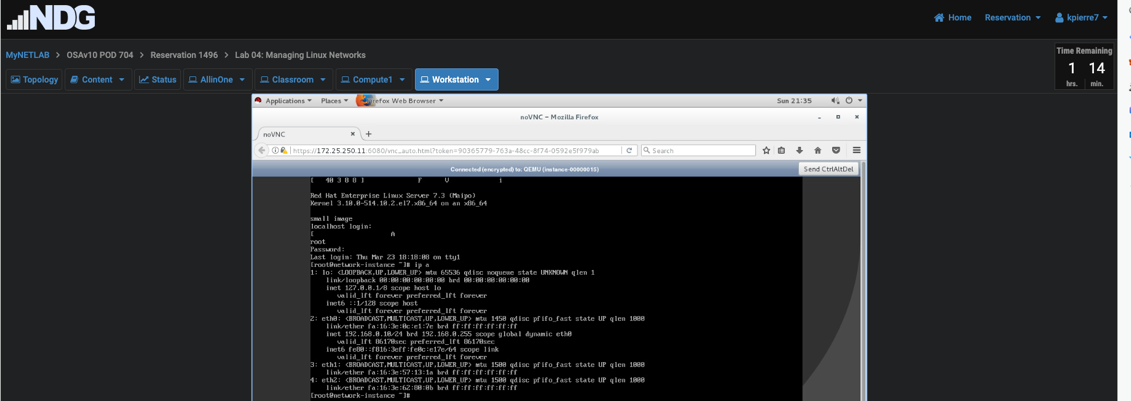 NDG
Home Reservation kpierre7
MyNETLAB > OSAv10 POD 704 > Reservation 1496 > Lab 04: Managing Linux Networks
Time Remaining
1 14
hrs. min.
Topology Content Status AllinOne Classroom Compute1 Workstation
Applications Places Firefox Web Browser Sun 21:35
noVNC – Mozilla Firefox
noVNC
https://172.25.250.11:6080/vnc_auto.html?token=90365779-763a-48cc-8f74-0592e5f979ab Search
Connected (encrypted) to: QEMU (instance-00000015) Send CtrlAltDel
[ 40 3 8 8 ] F V i
Red Hat Enterprise Linux Server 7.3 (Maipo)
Kernel 3.10.0-514.10.2.el7.x86_64 on an x86_64
small image
localhost login:
[ A
root
Password:
Last login: Thu Mar 23 18:18:08 on tty1
[root@network-instance ~]# ip a
1: lo: <LOOPBACK,UP,LOWER_UP> mtu 65536 qdisc noqueue state UNKNOWN qlen 1
link/loopback 00:00:00:00:00:00 brd 00:00:00:00:00:00
inet 127.0.0.1/8 scope host lo
valid_lft forever preferred_lft forever
inet6 ::1/128 scope host
valid_lft forever preferred_lft forever
2: eth0: <BROADCAST,MULTICAST,UP,LOWER_UP> mtu 1450 qdisc pfifo_fast state UP qlen 1000
link/ether fa:16:3e:0c:e1:7e brd ff:ff:ff:ff:ff:ff
inet 192.168.0.10/24 brd 192.168.0.255 scope global dynamic eth0
valid_lft 86170sec preferred_lft 86170sec
inet6 fe80::f816:3eff:fe0c:e17e/64 scope link
valid_lft forever preferred_lft forever
3: eth1: <BROADCAST,MULTICAST,UP,LOWER_UP> mtu 1500 qdisc pfifo_fast state UP qlen 1000
link/ether fa:16:3e:57:13:1a brd ff:ff:ff:ff:ff:ff
4: eth2: <BROADCAST,MULTICAST,UP,LOWER_UP> mtu 1500 qdisc pfifo_fast state UP qlen 1000
link/ether fa:16:3e:62:80:0b brd ff:ff:ff:ff:ff:ff
[root@network-instance ~]#